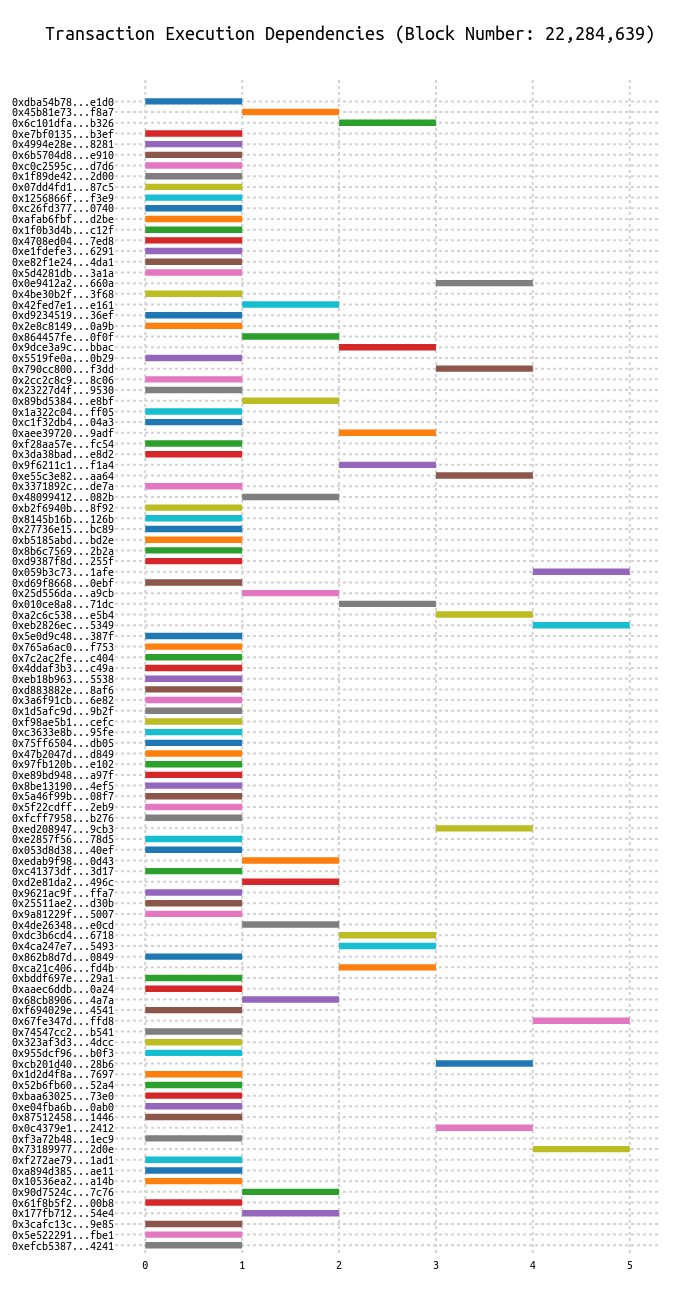 Transaction Execution Dependencies (Block Number: 22,284,639)
0xdba54b78...e1d0
0x45b81e73...f8a7
0x6c101dfa...b326
0xe7bf0135...b3ef
0x4994e28e...8281
0x6b5704d8...e910
0xc0c2595c...d7d6
0x1f89de42...2d00
0x07dd4fd1...87c5
0x1256866f...f3e9
0xc26fd377...0740
0xafab6fbf...d2be
0x1f0b3d4b...c12f
0x4708ed04...7ed8
0xe1fdefe3...6291
0xe82f1e24...4da1
0x5d4281db...3a1a
0x0e9412a2...660a
0x4be30b2f...3f68
0x42fed7e1...e161
0xd9234519...36ef
0x2e8c8149...0a9b
0x864457fe...0f0f
0x9dce3a9c...bbac
0x5519fe0a...0b29
0x790cc800...f3dd
0x2cc2c8c9...8c06
0x23227d4f...9530
0x89bd5384...e8bf
0x1a322c04...ff05
0xc1f32db4...04a3
0xaee39720...9adf
0xf28aa57e...fc54
0x3da38bad...e8d2
0x9f6211c1...f1a4
0xe55c3e82...aa64
0x3371892c...de7a
0x48099412...082b
0xb2f6940b...8f92
0x8145b16b...126b
0x27736e15...bc89
0xb5185abd...bd2e
0x8b6c7569...2b2a
0xd9387f8d...255f
0x059b3c73...1afe
0xd69f8668...0ebf
0x25d556da...a9cb
0x010ce8a8...71dc
0xa2c6c538...e5b4
0xeb2826ec...5349
0x5e0d9c48...387f
0x765a6ac0...f753
0x7c2ac2fe...c404
0x4ddaf3b3...c49a
0xeb18b963...5538
0xd883882e...8af6
0x3a6f91cb...6e82
0x1d5afc9d...9b2f
0xf98ae5b1...cefc
0xc3633e8b...95fe
0x75ff6504...db05
0x47b2047d...d849
0x97fb120b...e102
0xe89bd948...a97f
0x8be13190...4ef5
0x5a46f99b...08f7
0x5f22cdff...2eb9
0xfcff7958...b276
0xed208947...9cb3
0xe2857f56...78d5
0x053d8d38...40ef
0xedab9f98...0d43
0xc41373df...3d17
0xd2e81da2...496c
0x9621ac9f...ffa7
0x25511ae2...d30b
0x9a81229f...5007
0x4de26348...e0cd
0xdc3b6cd4...6718
0x4ca247e7...5493
0x862b8d7d...0849
0xca21c406...fd4b
0xbddf697e...29a1
0xaaec6ddb...0a24
0x68cb8906...4a7a
0xf694029e...4541
0x67fe347d...ffd8
0x74547cc2...b541
0x323af3d3...4dcc
0x955dcf96...b0f3
0xcb201d40...28b6
0x1d2d4f8a...7697
0x52b6fb60...52a4
0xbaa63025...73e0
0xe04fba6b...0ab0
0x87512458...1446
0x0c4379e1...2412
0xf3a72b48...1ec9
0x73189977...2d0e
0xf272ae79...1ad1
0xa894d385...ae11
0x10536ea2...a14b
0x90d7524c...7c76
0x61f8b5f2...00b8
0x177fb712...54e4
0x3cafc13c...9e85
0x5e522291...fbe1
0xefcb5387...4241
0 1 2 3 4 5